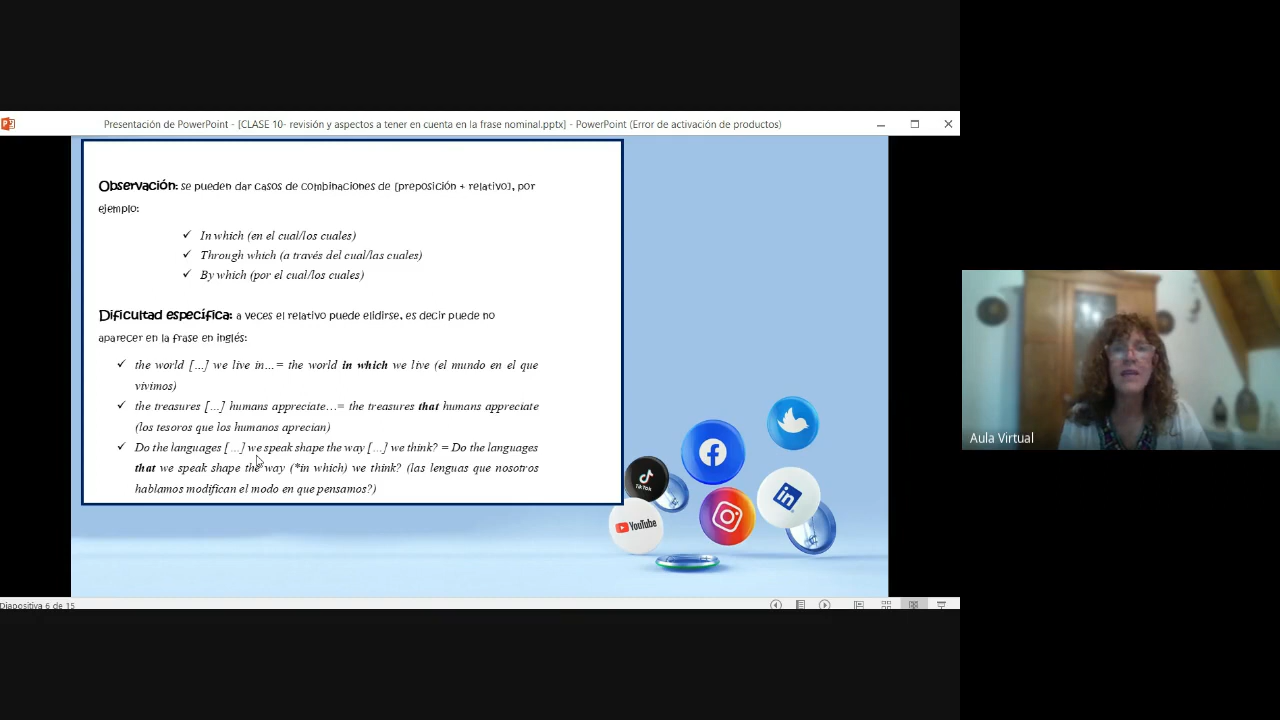 Presentación de PowerPoint - [CLASE 10- revisión y aspectos a tener en cuenta en la frase nominal.pptx] - PowerPoint (Error de activación de productos)
Observación: se pueden dar casos de combinaciones de [preposición + relativo], por
ejemplo:
✓ In which (en el cual/los cuales)
✓ Through which (a través del cual/las cuales)
✓ By which (por el cual/los cuales)
Dificultad específica: a veces el relativo puede elidirse, es decir puede no
aparecer en la frase en inglés:
✓ the world [...] we live in...= the world in which we live (el mundo en el que
vivimos)
✓ the treasures [...] humans appreciate...= the treasures that humans appreciate
(los tesoros que los humanos aprecian)
✓ Do the languages [...] we speak shape the way [...] we think? = Do the languages
that we speak shape the way (*in which) we think? (las lenguas que nosotros
hablamos modifican el modo en que pensamos?)
TikTok
in
YouTube
Aula Virtual
Diapositiva 6 de 15